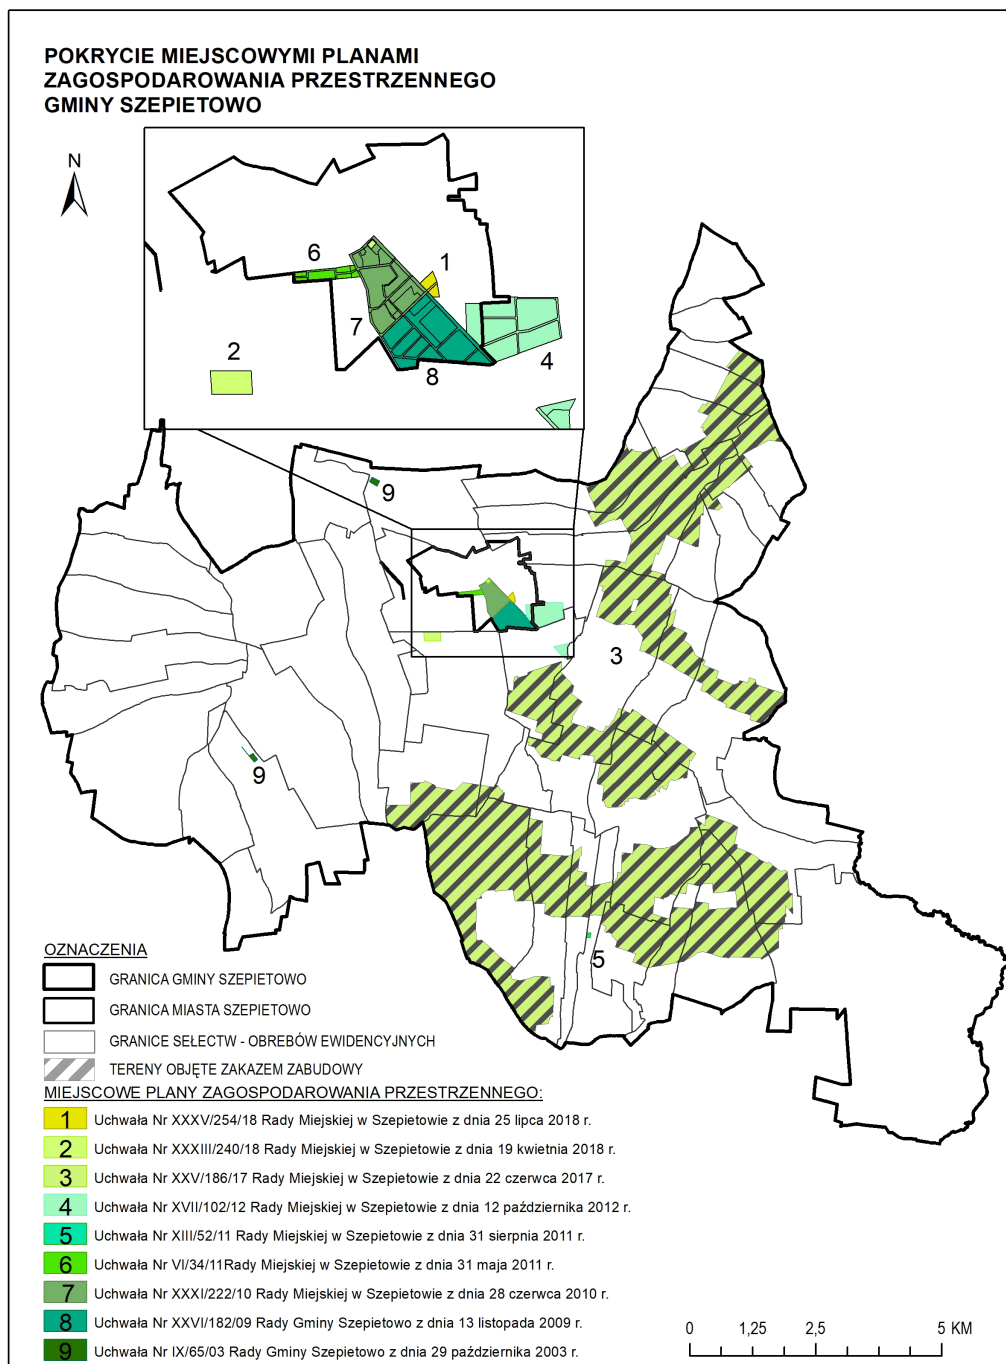 POKRYCIE MIEJSCOWYMI PLANAMI
ZAGOSPODAROWANIA PRZESTRZENNEGO
GMINY SZEPIETOWO
N
6
1
7
2
8
4
9
3
9
5
OZNACZENIA
GRANICA GMINY SZEPIETOWO
GRANICA MIASTA SZEPIETOWO
GRANICE SEŁECTW - OBRĘBÓW EWIDENCYJNYCH
TERENY OBJĘTE ZAKAZEM ZABUDOWY
MIEJSCOWE PLANY ZAGOSPODAROWANIA PRZESTRZENNEGO:
1 Uchwała Nr XXXV/254/18 Rady Miejskiej w Szepietowie z dnia 25 lipca 2018 r.
2 Uchwała Nr XXXIII/240/18 Rady Miejskiej w Szepietowie z dnia 19 kwietnia 2018 r.
3 Uchwała Nr XXV/186/17 Rady Miejskiej w Szepietowie z dnia 22 czerwca 2017 r.
4 Uchwała Nr XVII/102/12 Rady Miejskiej w Szepietowie z dnia 12 października 2012 r.
5 Uchwała Nr XIII/52/11 Rady Miejskiej w Szepietowie z dnia 31 sierpnia 2011 r.
6 Uchwała Nr VI/34/11Rady Miejskiej w Szepietowie z dnia 31 maja 2011 r.
7 Uchwała Nr XXXI/222/10 Rady Miejskiej w Szepietowie z dnia 28 czerwca 2010 r.
8 Uchwała Nr XXVI/182/09 Rady Gminy Szepietowo z dnia 13 listopada 2009 r.
9 Uchwała Nr IX/65/03 Rady Gminy Szepietowo z dnia 29 października 2003 r.
0 1,25 2,5 5 KM